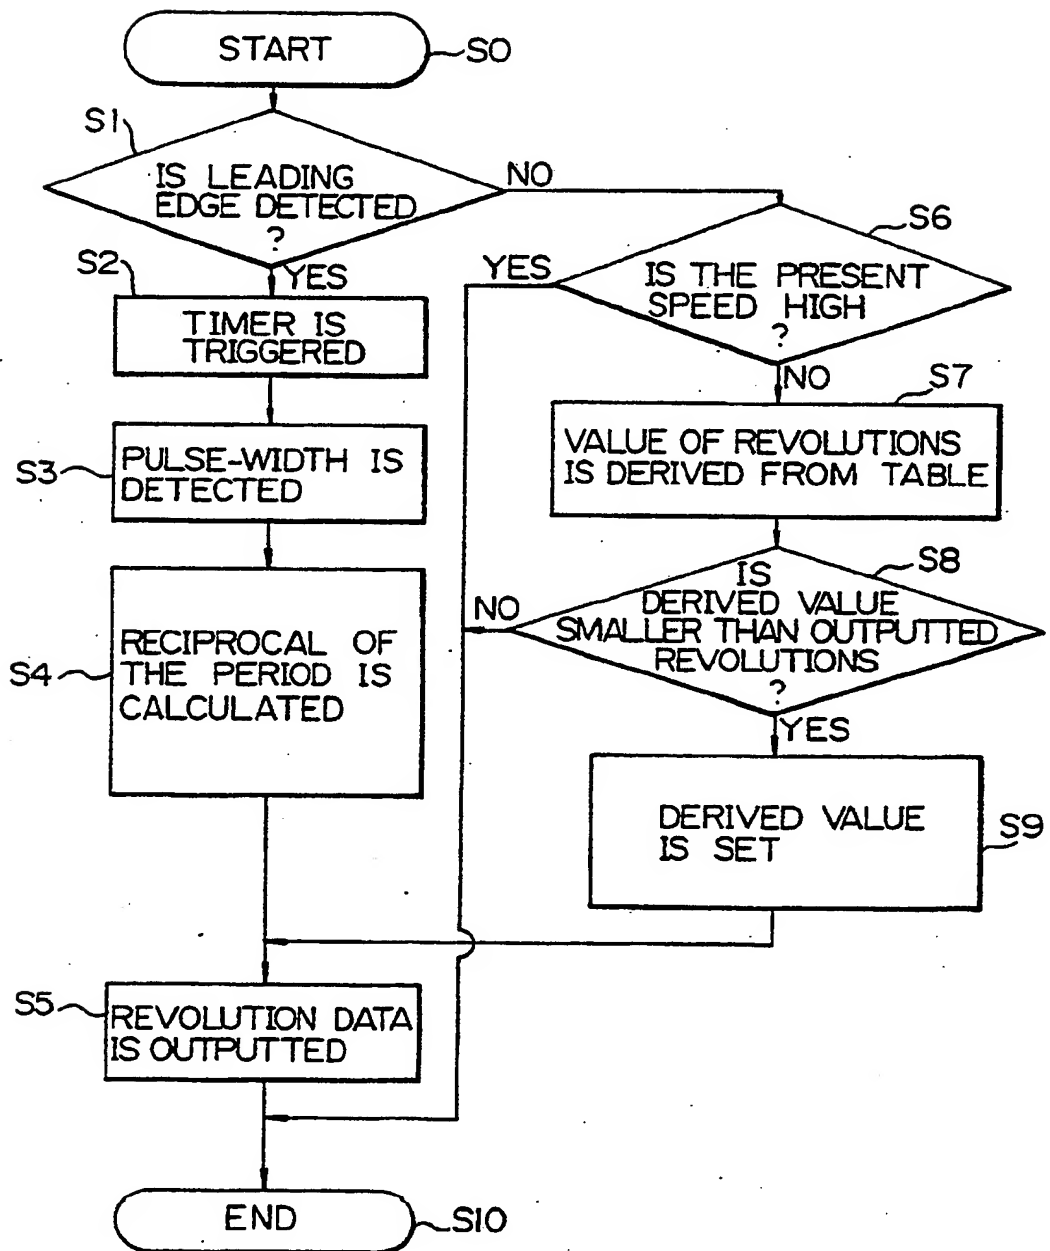 START
S0
S1
IS LEADING
EDGE DETECTED
?
NO
YES
S2
TIMER IS
TRIGGERED
S3
PULSE-WIDTH IS
DETECTED
S4
RECIPROCAL OF
THE PERIOD IS
CALCULATED
S6
YES
IS THE PRESENT
SPEED HIGH
?
NO
S7
VALUE OF REVOLUTIONS
IS DERIVED FROM TABLE
S8
NO
IS
DERIVED VALUE
SMALLER THAN OUTPUTTED
REVOLUTIONS
?
YES
DERIVED VALUE
IS SET
S9
S5
REVOLUTION DATA
IS OUTPUTTED
END
S10